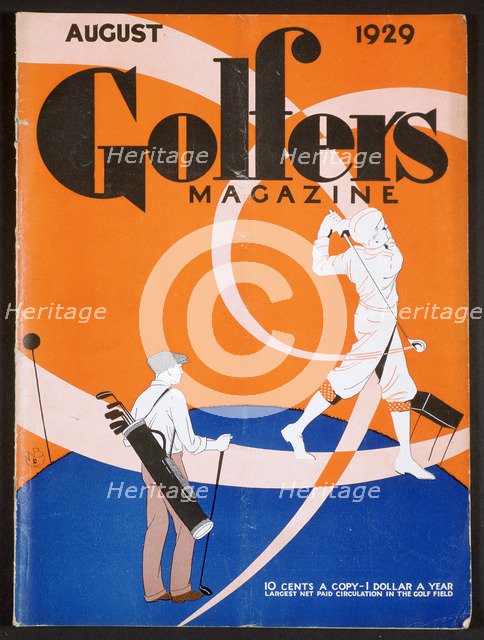 AUGUST 1929
Golfers
MAGAZINE
Heritage Heritage
Heritage Heritage
Heritage Heritage
©
10 CENTS A COPY-1 DOLLAR A YEAR
LARGEST NET PAID CIRCULATION IN THE GOLF FIELD